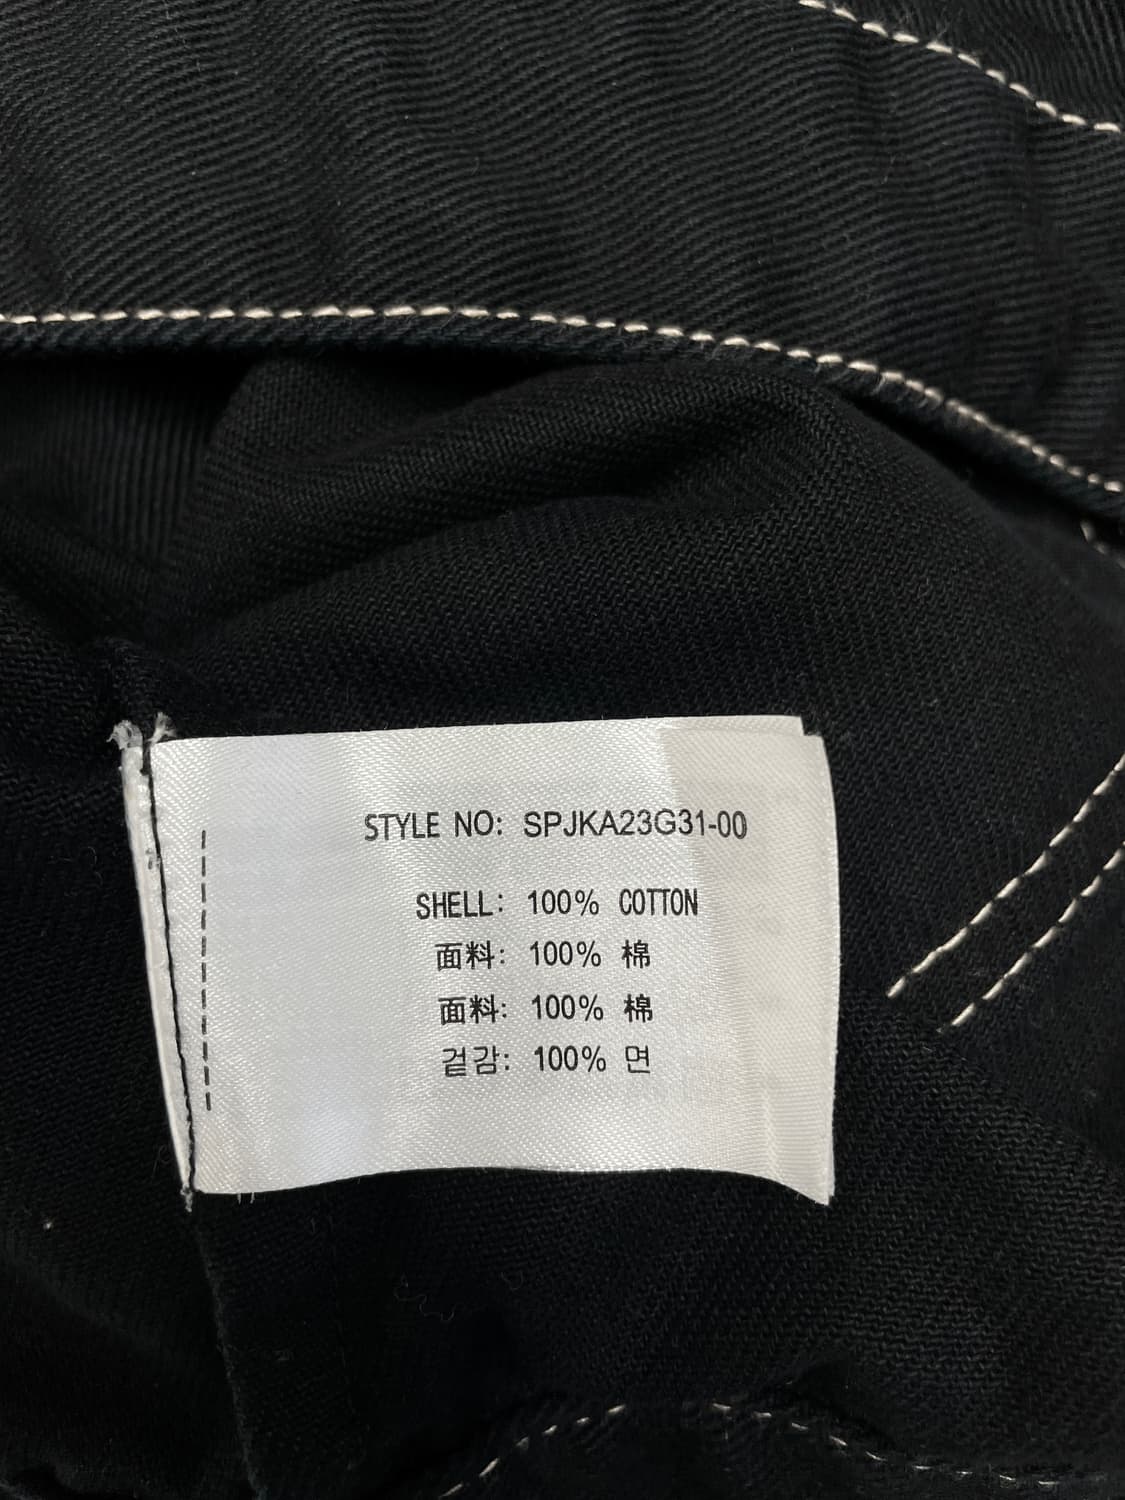 STYLE NO: SPJKA23G31-00
SHELL: 100% COTTON
面料: 100% 棉
面料: 100% 棉
겉감: 100% 면